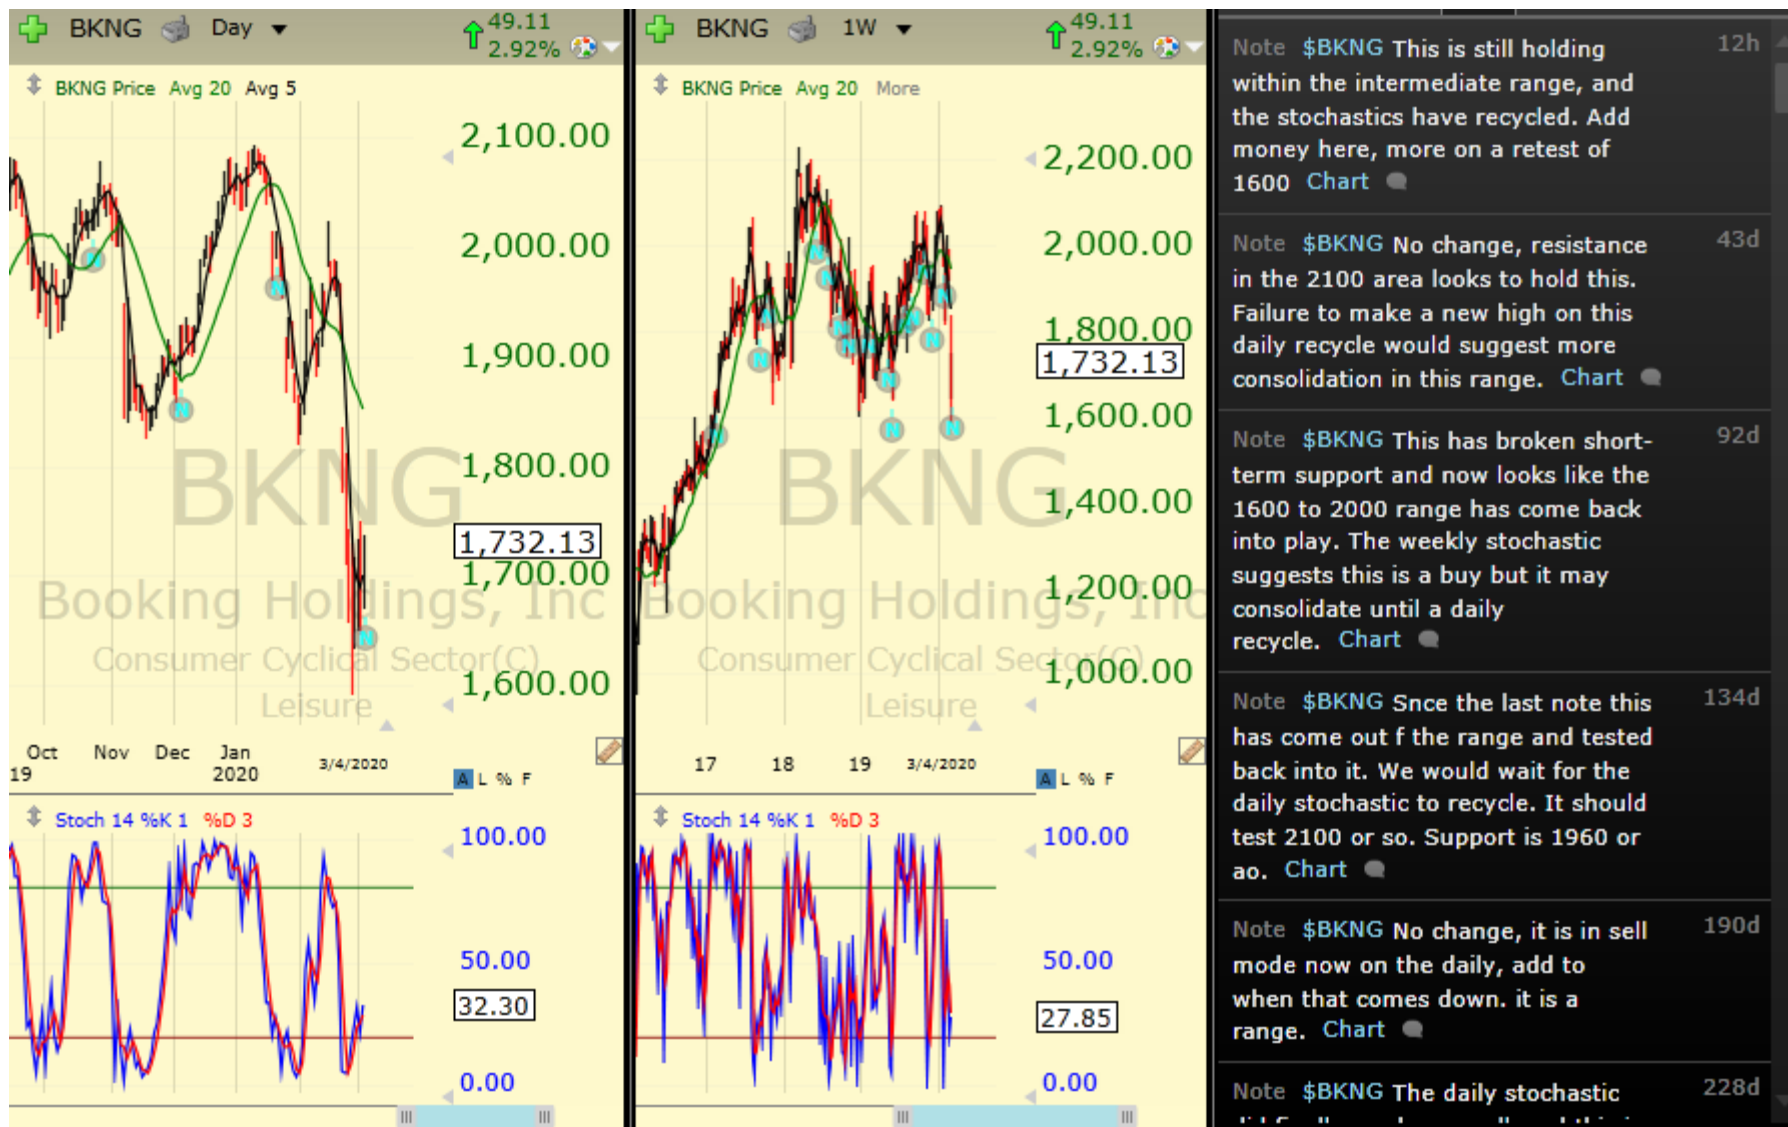 BKNG Day 49.11 2.92%
BKNG Price Avg 20 Avg 5
2,100.00
2,000.00
1,900.00
1,800.00
1,732.13
1,700.00
1,600.00
BKNG
Booking Holdings, Inc
Consumer Cyclical Sector(C)
Leisure
Oct Nov Dec Jan 3/4/2020
19 2020
A L % F
Stoch 14 %K 1 %D 3
100.00
50.00
32.30
0.00
BKNG 1W 49.11 2.92%
BKNG Price Avg 20 More
2,200.00
2,000.00
1,800.00
1,732.13
1,600.00
1,400.00
1,200.00
1,000.00
BKNG
Booking Holdings, Inc
Consumer Cyclical Sector(C)
Leisure
17 18 19 3/4/2020
A L % F
Stoch 14 %K 1 %D 3
100.00
50.00
27.85
0.00
Note $BKNG This is still holding 12h
within the intermediate range, and
the stochastics have recycled. Add
money here, more on a retest of
1600 Chart
Note $BKNG No change, resistance 43d
in the 2100 area looks to hold this.
Failure to make a new high on this
daily recycle would suggest more
consolidation in this range. Chart
Note $BKNG This has broken short- 92d
term support and now looks like the
1600 to 2000 range has come back
into play. The weekly stochastic
suggests this is a buy but it may
consolidate until a daily
recycle. Chart
Note $BKNG Snce the last note this 134d
has come out f the range and tested
back into it. We would wait for the
daily stochastic to recycle. It should
test 2100 or so. Support is 1960 or
ao. Chart
Note $BKNG No change, it is in sell 190d
mode now on the daily, add to
when that comes down. it is a
range. Chart
Note $BKNG The daily stochastic 228d